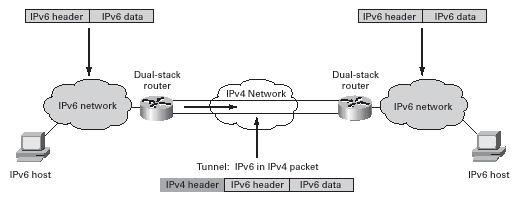 IPv6 header IPv6 data
IPv6 header IPv6 data
Dual-stack
router
Dual-stack
router
IPv6 network
IPv4 Network
IPv6 network
IPv6 host
Tunnel: IPv6 in IPv4 packet
IPv6 host
IPv4 header IPv6 header IPv6 data